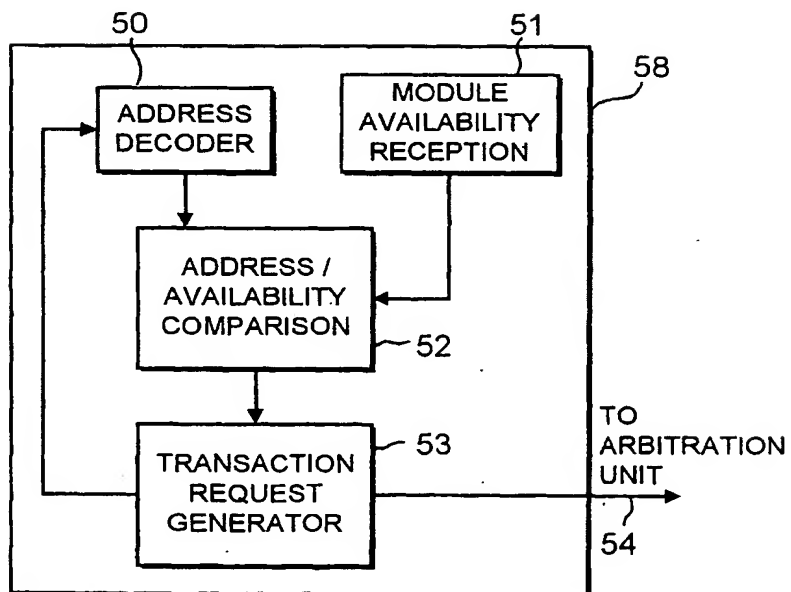 50
51
58
ADDRESS
DECODER
MODULE
AVAILABILITY
RECEPTION
ADDRESS /
AVAILABILITY
COMPARISON
52
53
TRANSACTION
REQUEST
GENERATOR
TO
ARBITRATION
UNIT
54